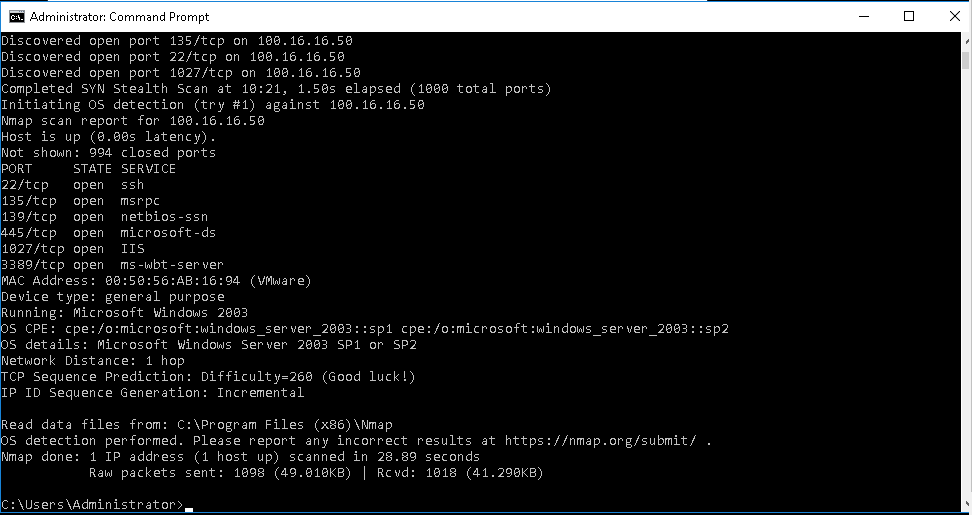 Administrator: Command Prompt
Discovered open port 135/tcp on 100.16.16.50
Discovered open port 22/tcp on 100.16.16.50
Discovered open port 1027/tcp on 100.16.16.50
Completed SYN Stealth Scan at 10:21, 1.50s elapsed (1000 total ports)
Initiating OS detection (try #1) against 100.16.16.50
Nmap scan report for 100.16.16.50
Host is up (0.00s latency).
Not shown: 994 closed ports
PORT     STATE SERVICE
22/tcp   open  ssh
135/tcp  open  msrpc
139/tcp  open  netbios-ssn
445/tcp  open  microsoft-ds
1027/tcp open  IIS
3389/tcp open  ms-wbt-server
MAC Address: 00:50:56:AB:16:94 (VMware)
Device type: general purpose
Running: Microsoft Windows 2003
OS CPE: cpe:/o:microsoft:windows_server_2003::sp1 cpe:/o:microsoft:windows_server_2003::sp2
OS details: Microsoft Windows Server 2003 SP1 or SP2
Network Distance: 1 hop
TCP Sequence Prediction: Difficulty=260 (Good luck!)
IP ID Sequence Generation: Incremental
Read data files from: C:\Program Files (x86)\Nmap
OS detection performed. Please report any incorrect results at https://nmap.org/submit/ .
Nmap done: 1 IP address (1 host up) scanned in 28.89 seconds
           Raw packets sent: 1098 (49.010KB) | Rcvd: 1018 (41.290KB)
C:\Users\Administrator>